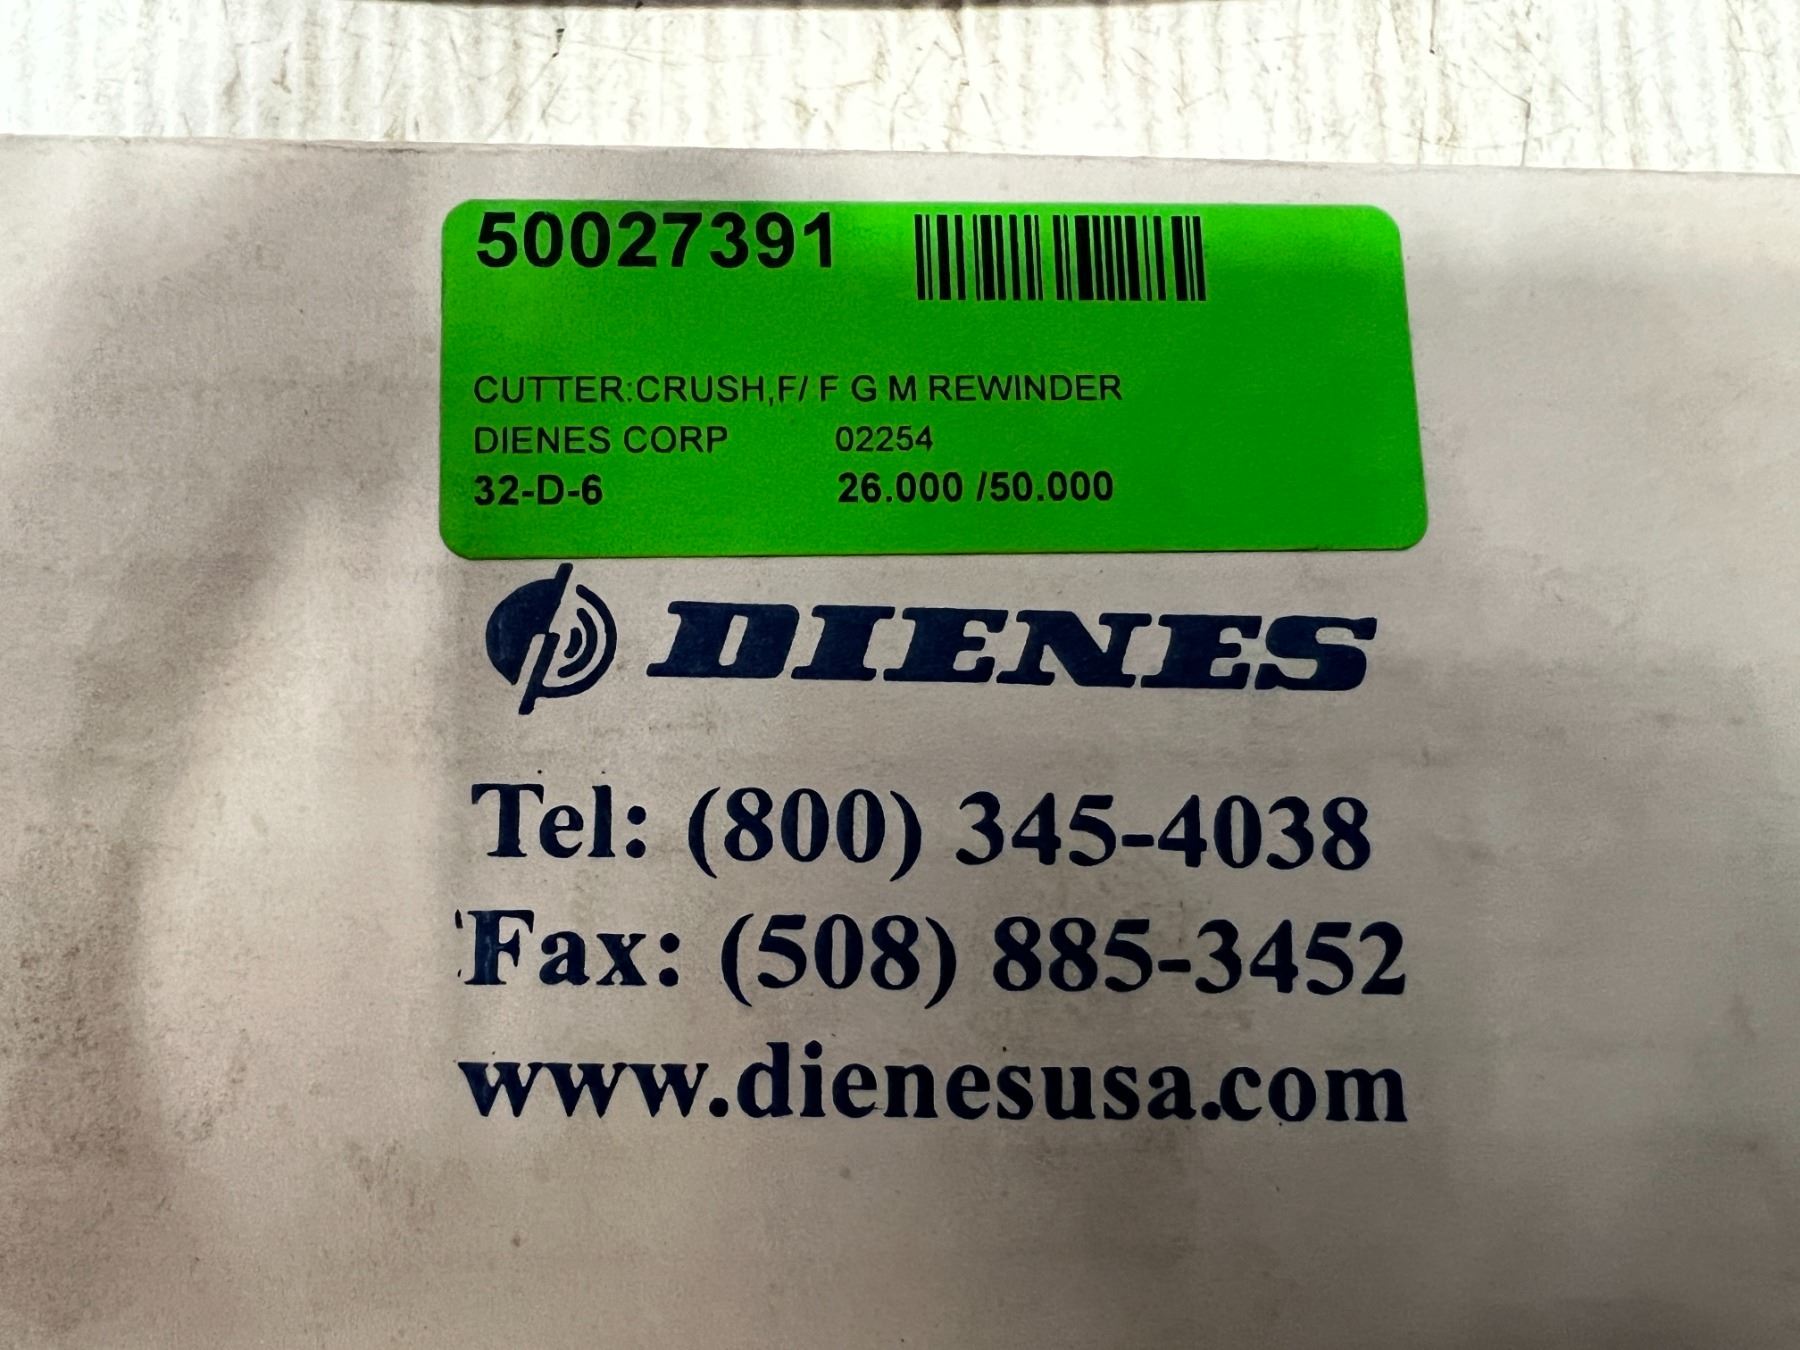 50027391
CUTTER:CRUSH,F/ F G M REWINDER
DIENES CORP 02254
32-D-6 26.000 /50.000
DIENES
Tel: (800) 345-4038
Fax: (508) 885-3452
www.dienesusa.com